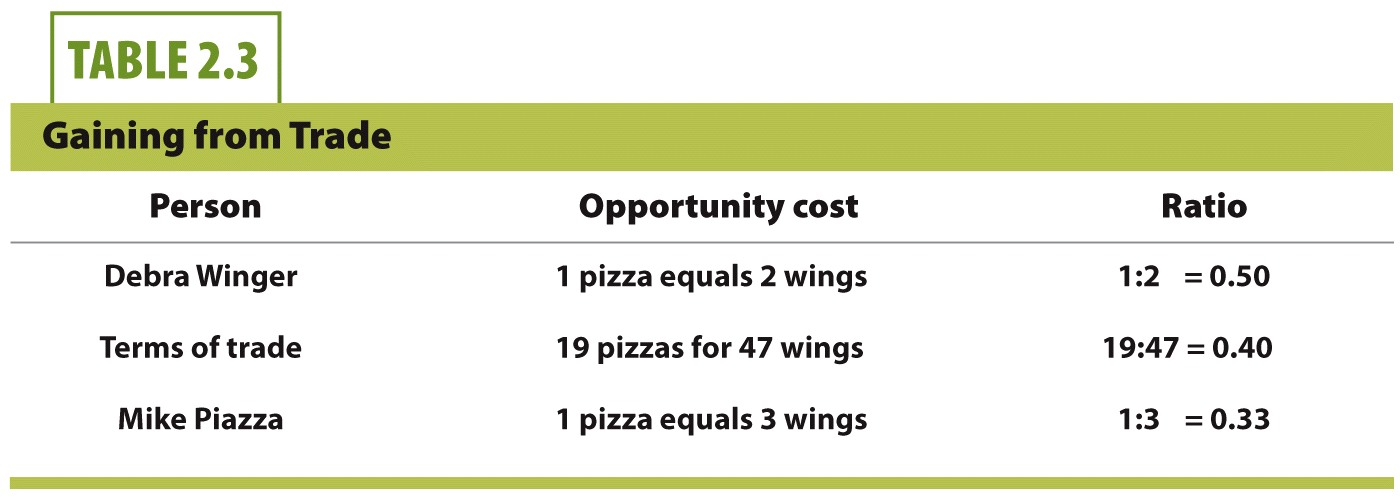 TABLE 2.3
Gaining from Trade
Person Opportunity cost Ratio
Debra Winger 1 pizza equals 2 wings 1:2 = 0.50
Terms of trade 19 pizzas for 47 wings 19:47 = 0.40
Mike Piazza 1 pizza equals 3 wings 1:3 = 0.33